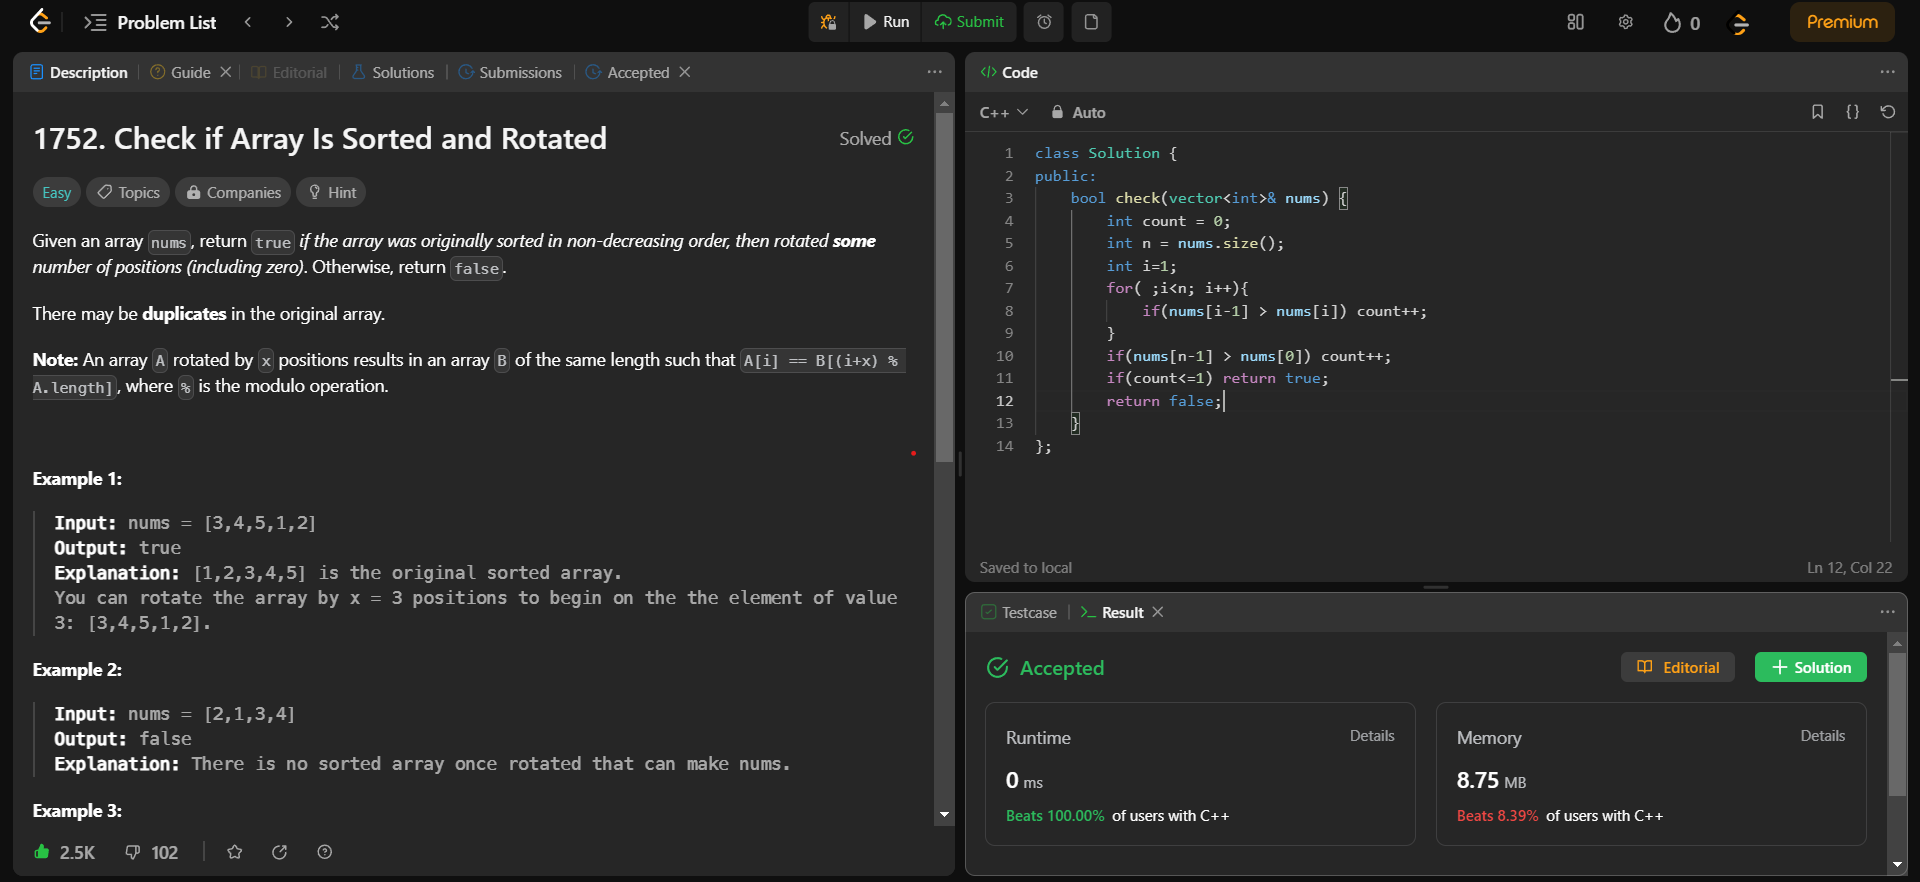 Problem List
Run
Submit
0
Premium
Description
Guide
Editorial
Solutions
Submissions
Accepted
1752. Check if Array Is Sorted and Rotated
Solved
Easy
Topics
Companies
Hint
Given an array nums, return true if the array was originally sorted in non-decreasing order, then rotated some
number of positions (including zero). Otherwise, return false.
There may be duplicates in the original array.
Note: An array A rotated by x positions results in an array B of the same length such that A[i] == B[(i+x) %
A.length], where % is the modulo operation.
Example 1:
Input: nums = [3,4,5,1,2]
Output: true
Explanation: [1,2,3,4,5] is the original sorted array.
You can rotate the array by x = 3 positions to begin on the the element of value
3: [3,4,5,1,2].
Example 2:
Input: nums = [2,1,3,4]
Output: false
Explanation: There is no sorted array once rotated that can make nums.
Example 3:
2.5K
102
Code
C++
Auto
1 class Solution {
2 public:
3     bool check(vector<int>& nums) {
4         int count = 0;
5         int n = nums.size();
6         int i=1;
7         for( ;i<n; i++){
8             if(nums[i-1] > nums[i]) count++;
9         }
10         if(nums[n-1] > nums[0]) count++;
11         if(count<=1) return true;
12         return false;
13     }
14 };
Saved to local
Ln 12, Col 22
Testcase
Result
Accepted
Editorial
Solution
Runtime
Details
0 ms
Beats 100.00% of users with C++
Memory
Details
8.75 MB
Beats 8.39% of users with C++